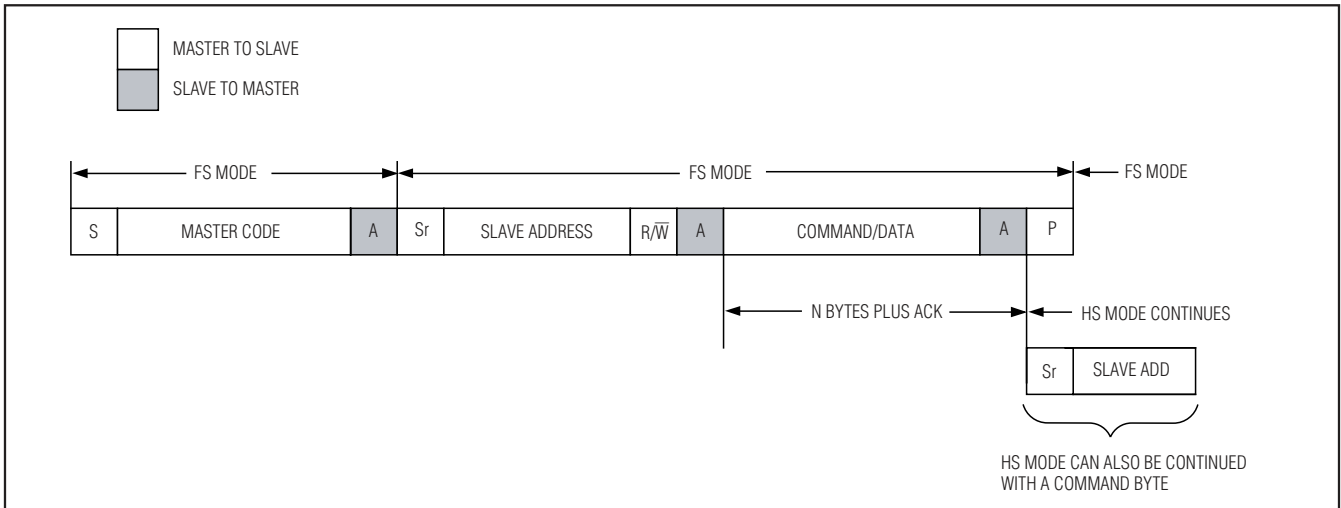 MASTER TO SLAVE
SLAVE TO MASTER
FS MODE FS MODE FS MODE
S MASTER CODE A Sr SLAVE ADDRESS R/W̅ A COMMAND/DATA A P
N BYTES PLUS ACK HS MODE CONTINUES
Sr SLAVE ADD
HS MODE CAN ALSO BE CONTINUED
WITH A COMMAND BYTE